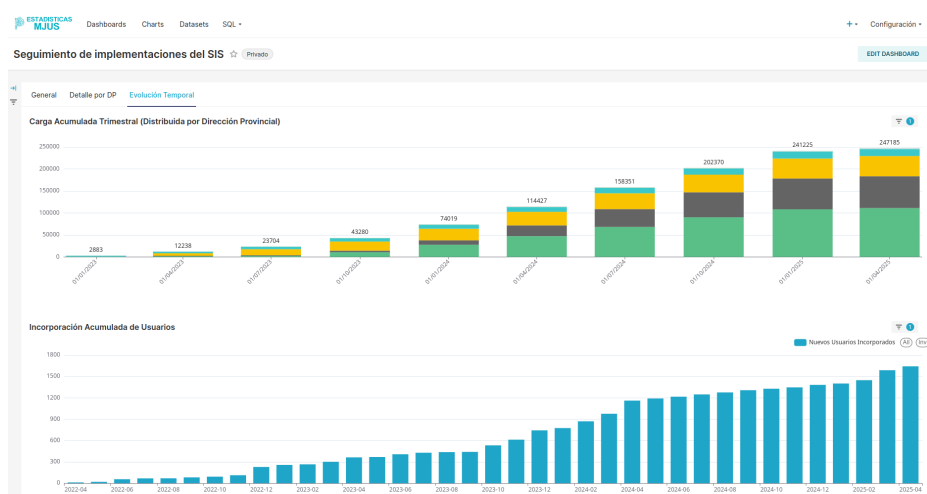 ESTADISTICAS
MJUS
Dashboards Charts Datasets SQL
+ Configuración
Seguimiento de implementaciones del SIS Privado
EDIT DASHBOARD
General Detalle por DP Evolución Temporal
Carga Acumulada Trimestral (Distribuida por Dirección Provincial)
1
250000
200000
150000
100000
50000
0
2883 12238 23704 43280 74019 114427 158351 202370 241225 247185
01/01/2023 01/04/2023 01/07/2023 01/10/2023 01/01/2024 01/04/2024 01/07/2024 01/10/2024 01/01/2025 01/04/2025
Incorporación Acumulada de Usuarios
1
Nuevos Usuarios Incorporados All Inv
1800
1500
1200
900
600
300
0
2022-04 2022-06 2022-08 2022-10 2022-12 2023-02 2023-04 2023-06 2023-08 2023-10 2023-12 2024-02 2024-04 2024-06 2024-08 2024-10 2024-12 2025-02 2025-04